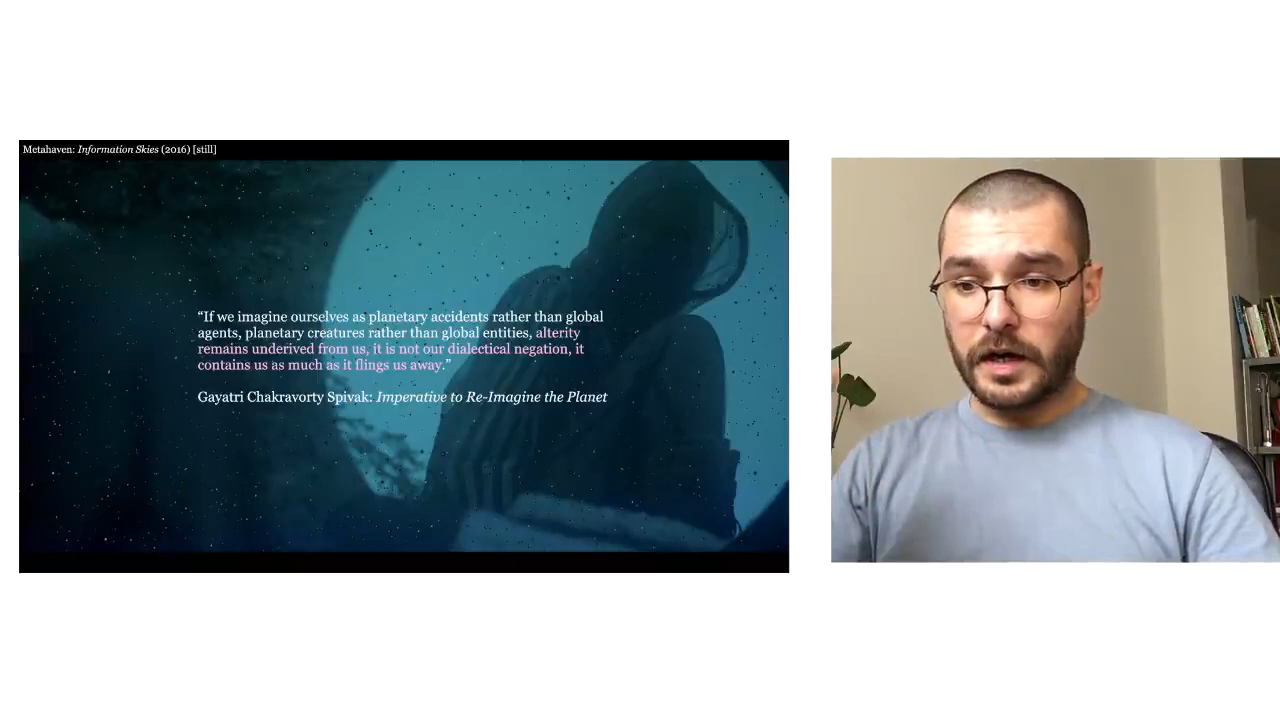 Metahaven: Information Skies (2016) [still]
“If we imagine ourselves as planetary accidents rather than global
agents, planetary creatures rather than global entities, alterity
remains underived from us, it is not our dialectical negation, it
contains us as much as it flings us away.”
Gayatri Chakravorty Spivak: Imperative to Re-Imagine the Planet